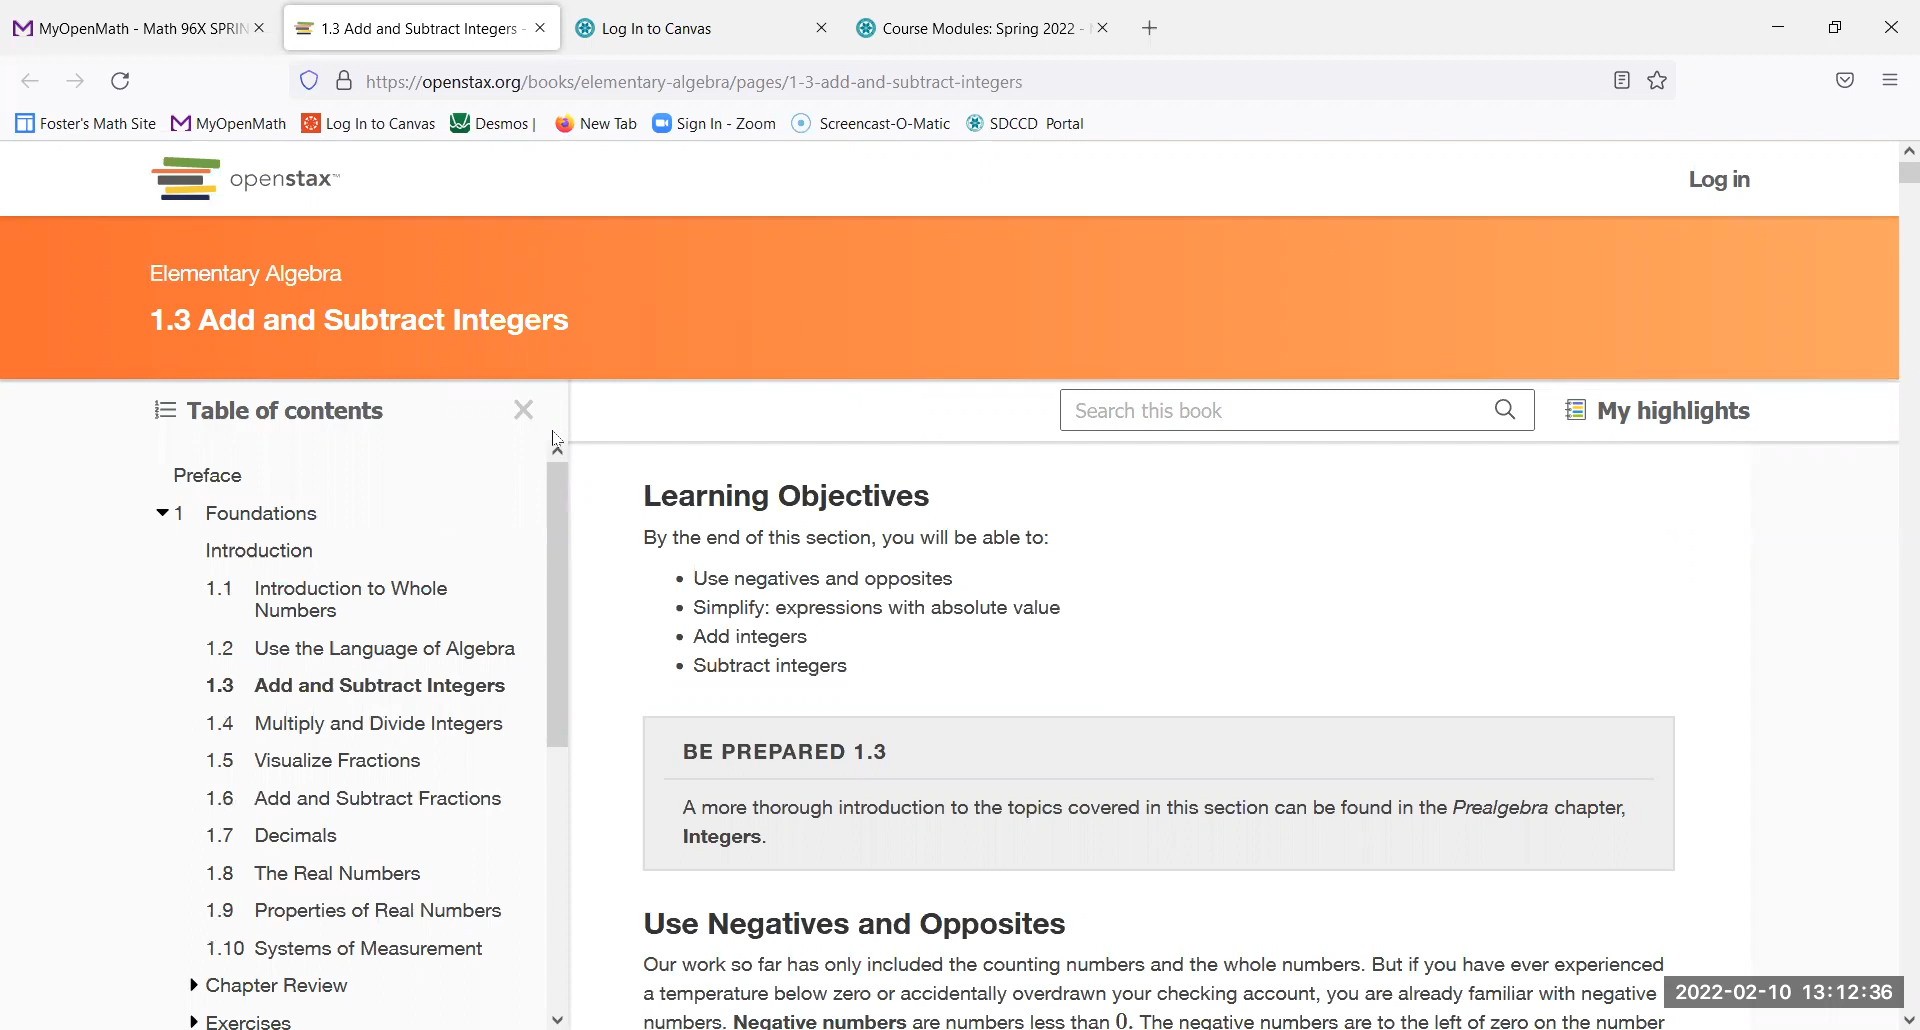 MyOpenMath - Math 96X SPRIN
1.3 Add and Subtract Integers -
Log In to Canvas
Course Modules: Spring 2022 -
https://openstax.org/books/elementary-algebra/pages/1-3-add-and-subtract-integers
Foster's Math Site
MyOpenMath
Log In to Canvas
Desmos |
New Tab
Sign In - Zoom
Screencast-O-Matic
SDCCD Portal
openstax™
Log in
Elementary Algebra
1.3 Add and Subtract Integers
Table of contents
Search this book
My highlights
Preface
1 Foundations
Introduction
1.1 Introduction to Whole
Numbers
1.2 Use the Language of Algebra
1.3 Add and Subtract Integers
1.4 Multiply and Divide Integers
1.5 Visualize Fractions
1.6 Add and Subtract Fractions
1.7 Decimals
1.8 The Real Numbers
1.9 Properties of Real Numbers
1.10 Systems of Measurement
Chapter Review
Exercises
Learning Objectives
By the end of this section, you will be able to:
• Use negatives and opposites
• Simplify: expressions with absolute value
• Add integers
• Subtract integers
BE PREPARED 1.3
A more thorough introduction to the topics covered in this section can be found in the Prealgebra chapter,
Integers.
Use Negatives and Opposites
Our work so far has only included the counting numbers and the whole numbers. But if you have ever experienced
a temperature below zero or accidentally overdrawn your checking account, you are already familiar with negative
numbers. Negative numbers are numbers less than 0. The negative numbers are to the left of zero on the number
2022-02-10 13:12:36